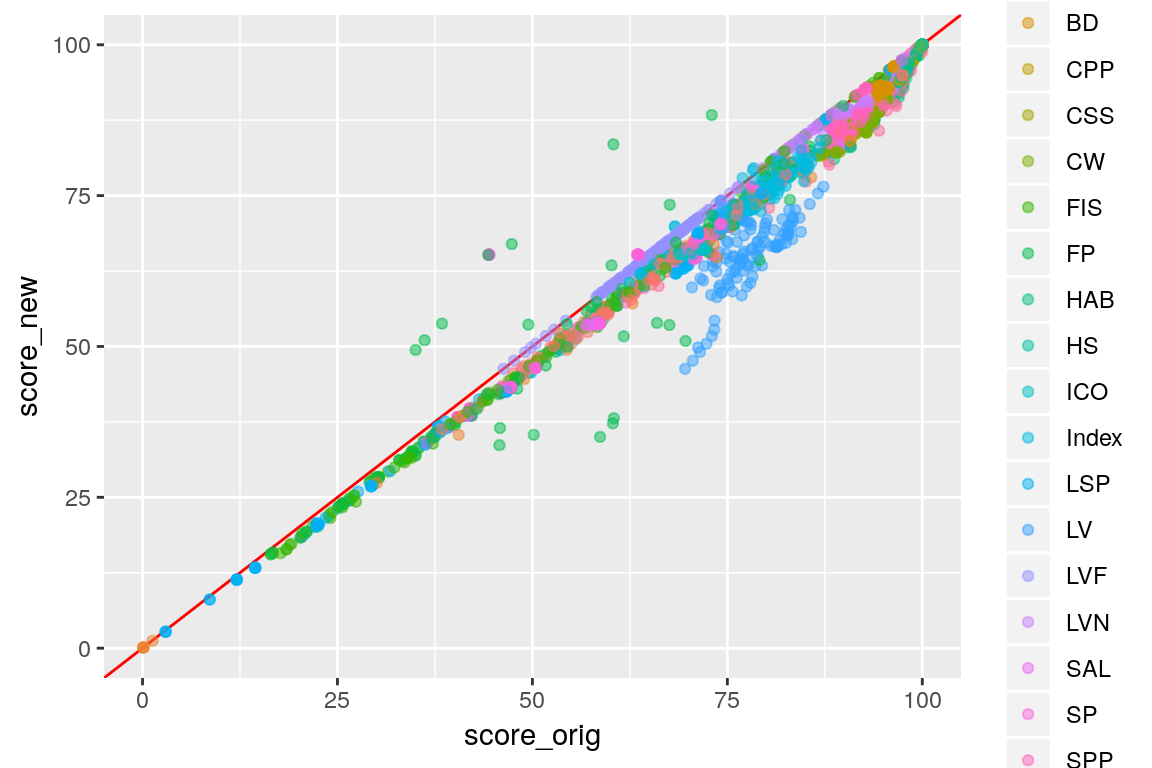 100
75
50
25
0
score_new
0 25 50 75 100
score_orig
BD
CPP
CSS
CW
FIS
FP
HAB
HS
ICO
Index
LSP
LV
LVF
LVN
SAL
SP
SPP